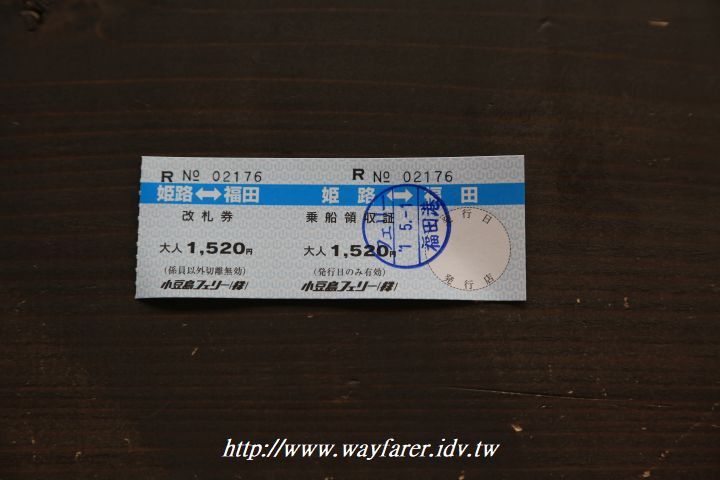 R № 02176
姫路↔福田
改札券
大人 1,520円
(係員以外切離無効)
小豆島フェリー(株)
R № 02176
姫路↔福田
乗船領収証
大人 1,520円
(発行日のみ有効)
小豆島フェリー(株)
フェリー
福田港
行日
発行店
http://www.wayfarer.idv.tw